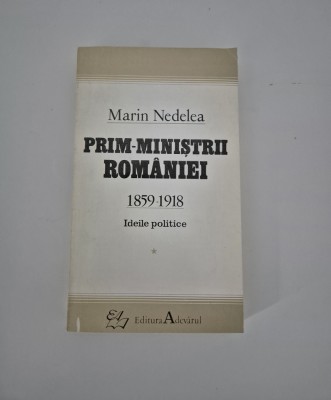 Marin Nedelea
PRIM-MINIȘTRII
ROMÂNIEI
1859-1918
Ideile politice
*
Editura Adevărul